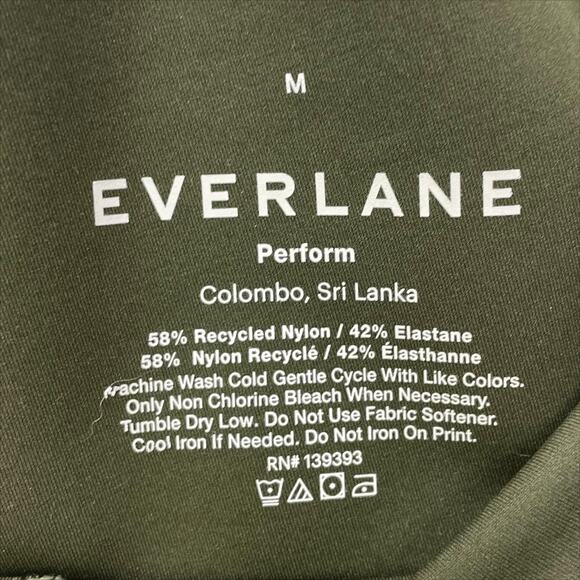 M
EVERLANE
Perform
Colombo, Sri Lanka
58% Recycled Nylon / 42% Elastane
58% Nylon Recyclé / 42% Élasthanne
Machine Wash Cold Gentle Cycle With Like Colors.
Only Non Chlorine Bleach When Necessary.
Tumble Dry Low. Do Not Use Fabric Softener.
Cool Iron If Needed. Do Not Iron On Print.
RN# 139393